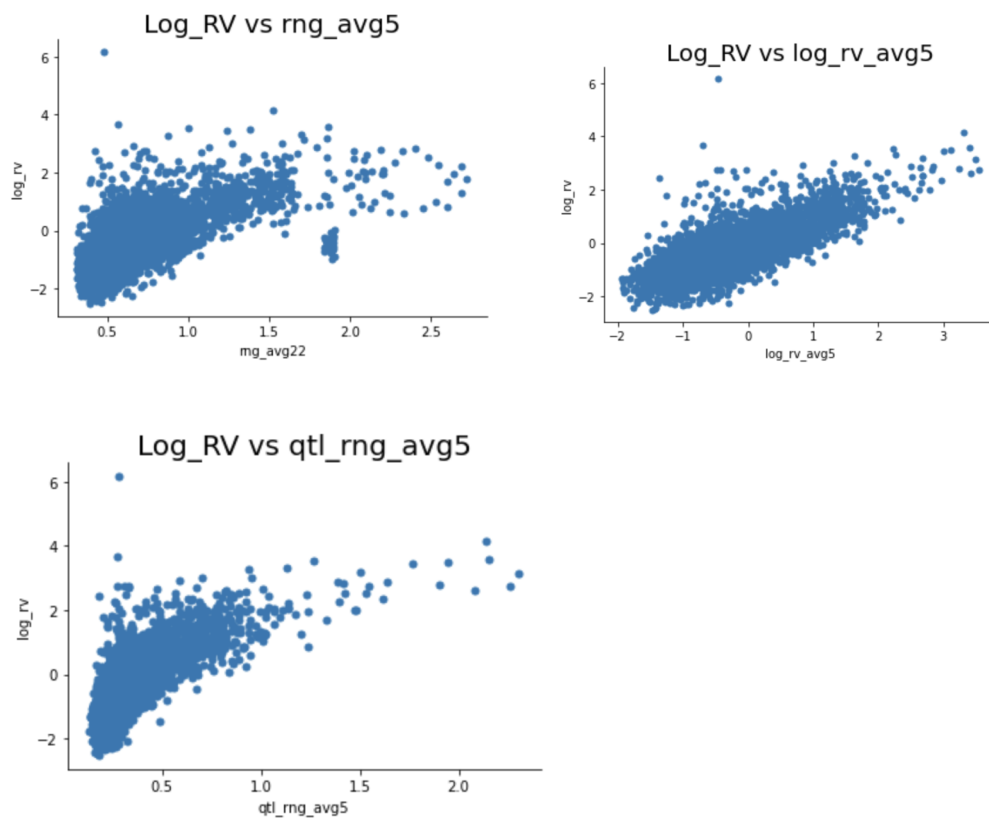 Log_RV vs rng_avg5
6
4
2
0
−2
log_rv
0.5 1.0 1.5 2.0 2.5
rng_avg22
Log_RV vs log_rv_avg5
6
4
2
0
−2
log_rv
−2 −1 0 1 2 3
log_rv_avg5
Log_RV vs qtl_rng_avg5
6
4
2
0
−2
log_rv
0.5 1.0 1.5 2.0
qtl_rng_avg5